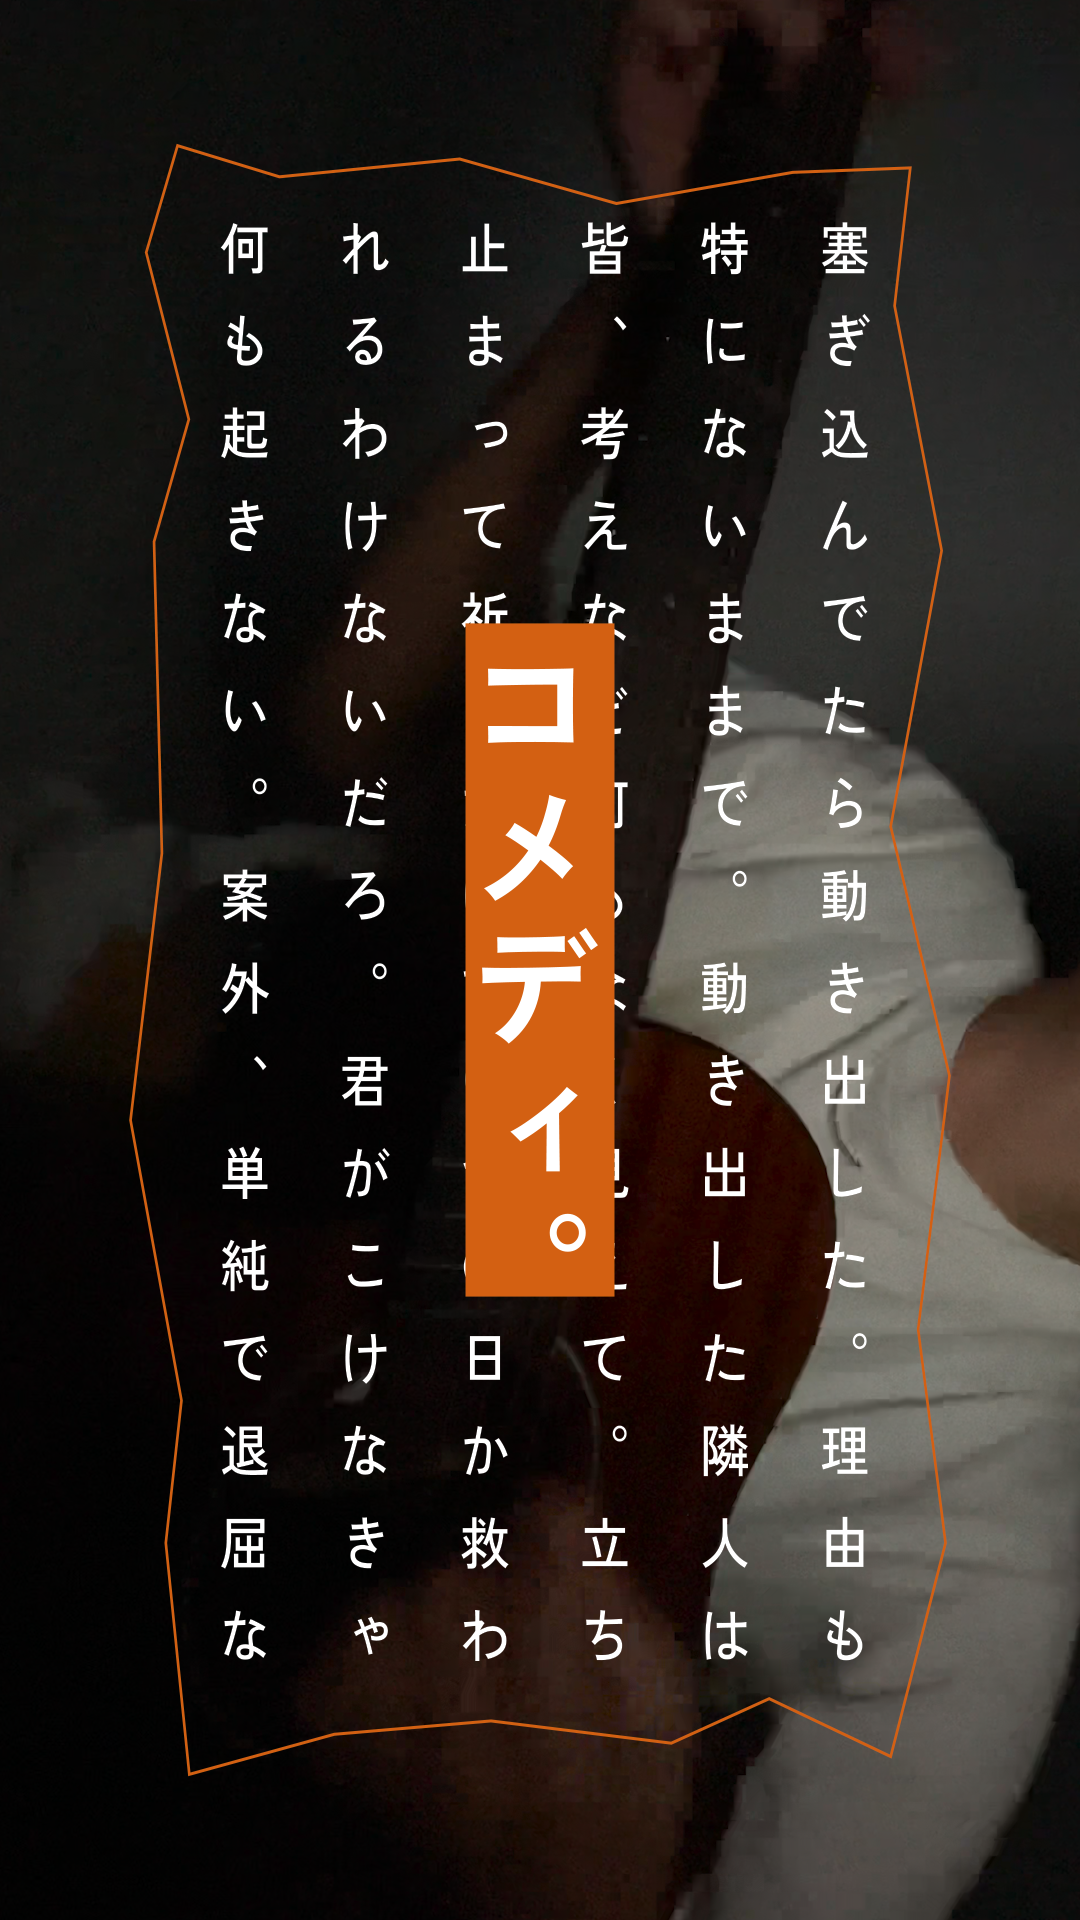 塞ぎ込んでたら動き出した。理由も
特にないままで。動き出した隣人は
皆、考えな て。立ち
止まって祈 日か救わ
れるわけないだろ。君がこけなきゃ
何も起きない。案外、単純で退屈な
コメディ。